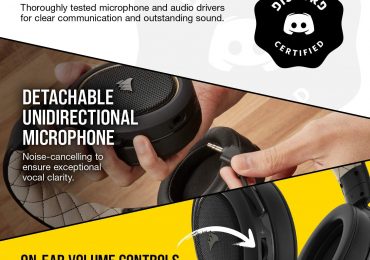 Thoroughly tested microphone and audio drivers
for clear communication and outstanding sound.
DISCORD
CERTIFIED
DETACHABLE
UNIDIRECTIONAL
MICROPHONE
Noise-cancelling to
ensure exceptional
vocal clarity.
ON-EAR VOLUME CONTROLS